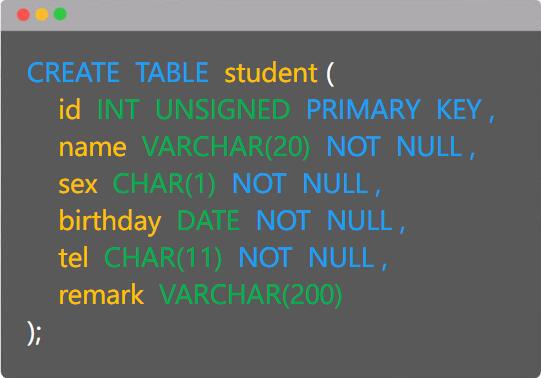 CREATE TABLE student (
id INT UNSIGNED PRIMARY KEY ,
name VARCHAR(20) NOT NULL ,
sex CHAR(1) NOT NULL ,
birthday DATE NOT NULL ,
tel CHAR(11) NOT NULL ,
remark VARCHAR(200)
);